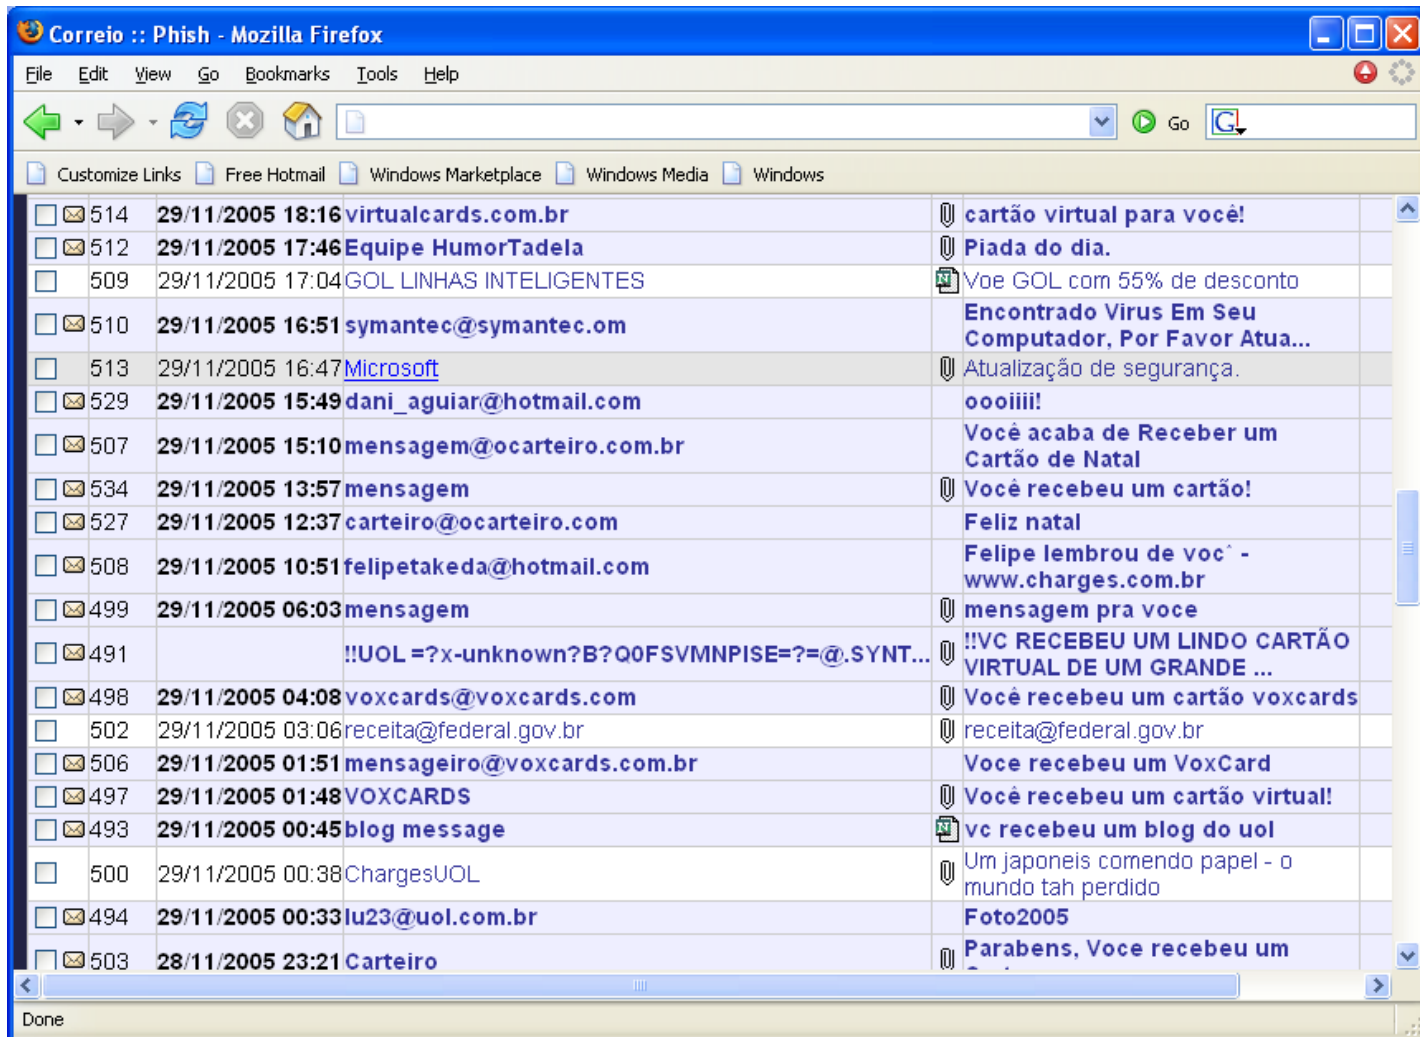 Correio :: Phish - Mozilla Firefox
File Edit View Go Bookmarks Tools Help
Go G
Customize Links Free Hotmail Windows Marketplace Windows Media Windows
514 29/11/2005 18:16 virtualcards.com.br cartão virtual para você!
512 29/11/2005 17:46 Equipe HumorTadela Piada do dia.
509 29/11/2005 17:04 GOL LINHAS INTELIGENTES Voe GOL com 55% de desconto
510 29/11/2005 16:51 symantec@symantec.om Encontrado Virus Em Seu
Computador, Por Favor Atua...
513 29/11/2005 16:47 Microsoft Atualização de segurança.
529 29/11/2005 15:49 dani_aguiar@hotmail.com oooiiii!
507 29/11/2005 15:10 mensagem@ocarteiro.com.br Você acaba de Receber um
Cartão de Natal
534 29/11/2005 13:57 mensagem Você recebeu um cartão!
527 29/11/2005 12:37 carteiro@ocarteiro.com Feliz natal
508 29/11/2005 10:51 felipetakeda@hotmail.com Felipe lembrou de voc^ -
www.charges.com.br
499 29/11/2005 06:03 mensagem mensagem pra voce
491 !!UOL =?x-unknown?B?Q0FSVMNPISE=?=@.SYNT... !!VC RECEBEU UM LINDO CARTÃO
VIRTUAL DE UM GRANDE ...
498 29/11/2005 04:08 voxcards@voxcards.com Você recebeu um cartão voxcards
502 29/11/2005 03:06 receita@federal.gov.br receita@federal.gov.br
506 29/11/2005 01:51 mensageiro@voxcards.com.br Voce recebeu um VoxCard
497 29/11/2005 01:48 VOXCARDS Você recebeu um cartão virtual!
493 29/11/2005 00:45 blog message vc recebeu um blog do uol
500 29/11/2005 00:38 ChargesUOL Um japoneis comendo papel - o
mundo tah perdido
494 29/11/2005 00:33 lu23@uol.com.br Foto2005
503 28/11/2005 23:21 Carteiro Parabens, Voce recebeu um
Done